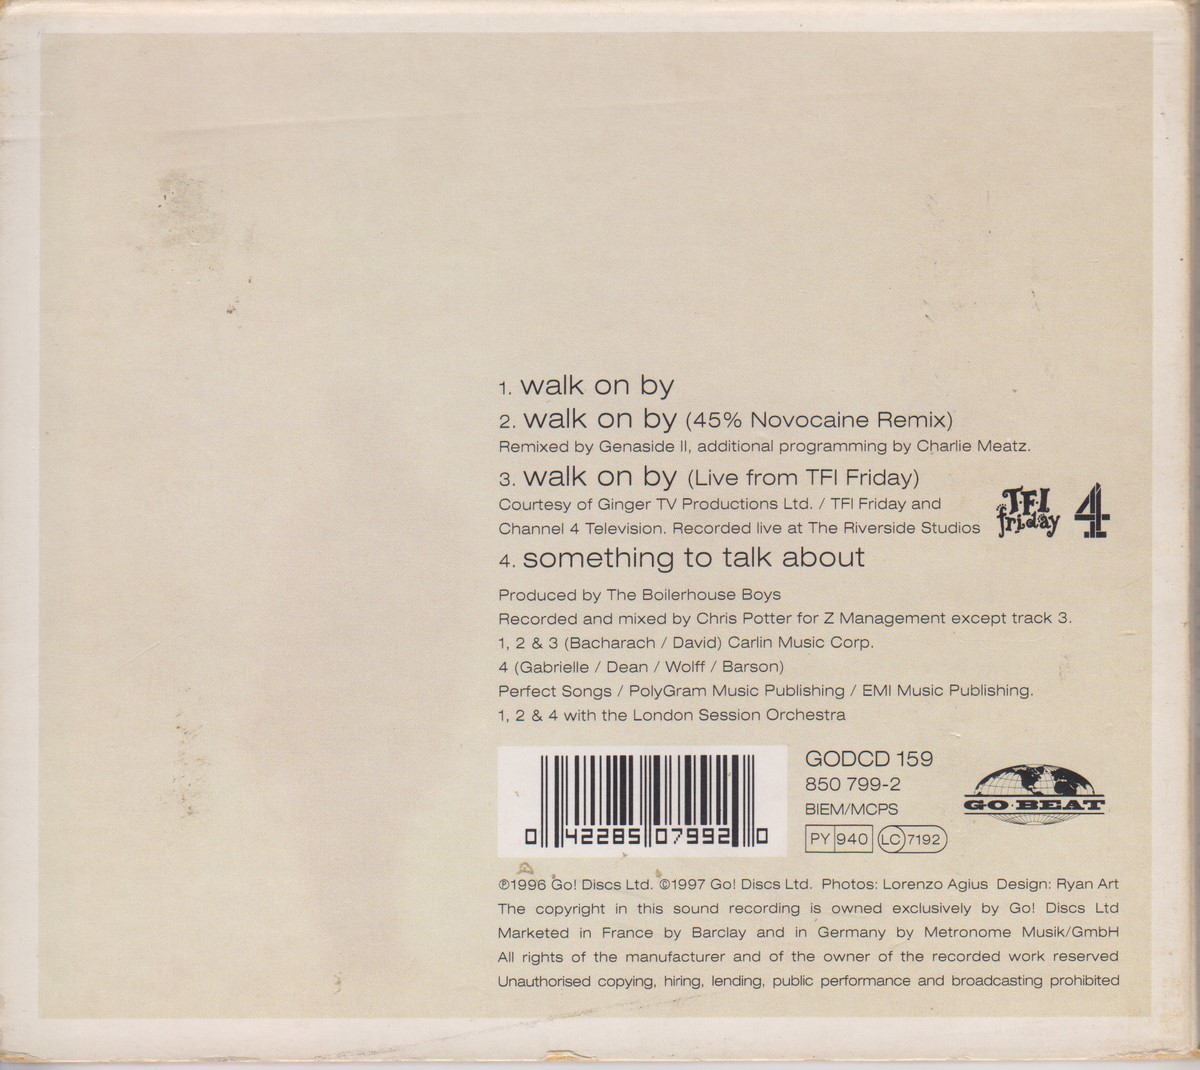 1. walk on by
2. walk on by (45% Novocaine Remix)
Remixed by Genaside II, additional programming by Charlie Meatz.
3. walk on by (Live from TFI Friday)
Courtesy of Ginger TV Productions Ltd. / TFI Friday and
Channel 4 Television. Recorded live at The Riverside Studios
T·F·I
friday
4
4. something to talk about
Produced by The Boilerhouse Boys
Recorded and mixed by Chris Potter for Z Management except track 3.
1, 2 & 3 (Bacharach / David) Carlin Music Corp.
4 (Gabrielle / Dean / Wolff / Barson)
Perfect Songs / PolyGram Music Publishing / EMI Music Publishing.
1, 2 & 4 with the London Session Orchestra
0 42285 07992 0
GODCD 159
850 799-2
BIEM/MCPS
PY 940 LC 7192
GO·BEAT
℗1996 Go! Discs Ltd. ©1997 Go! Discs Ltd. Photos: Lorenzo Agius Design: Ryan Art
The copyright in this sound recording is owned exclusively by Go! Discs Ltd
Marketed in France by Barclay and in Germany by Metronome Musik/GmbH
All rights of the manufacturer and of the owner of the recorded work reserved
Unauthorised copying, hiring, lending, public performance and broadcasting prohibited